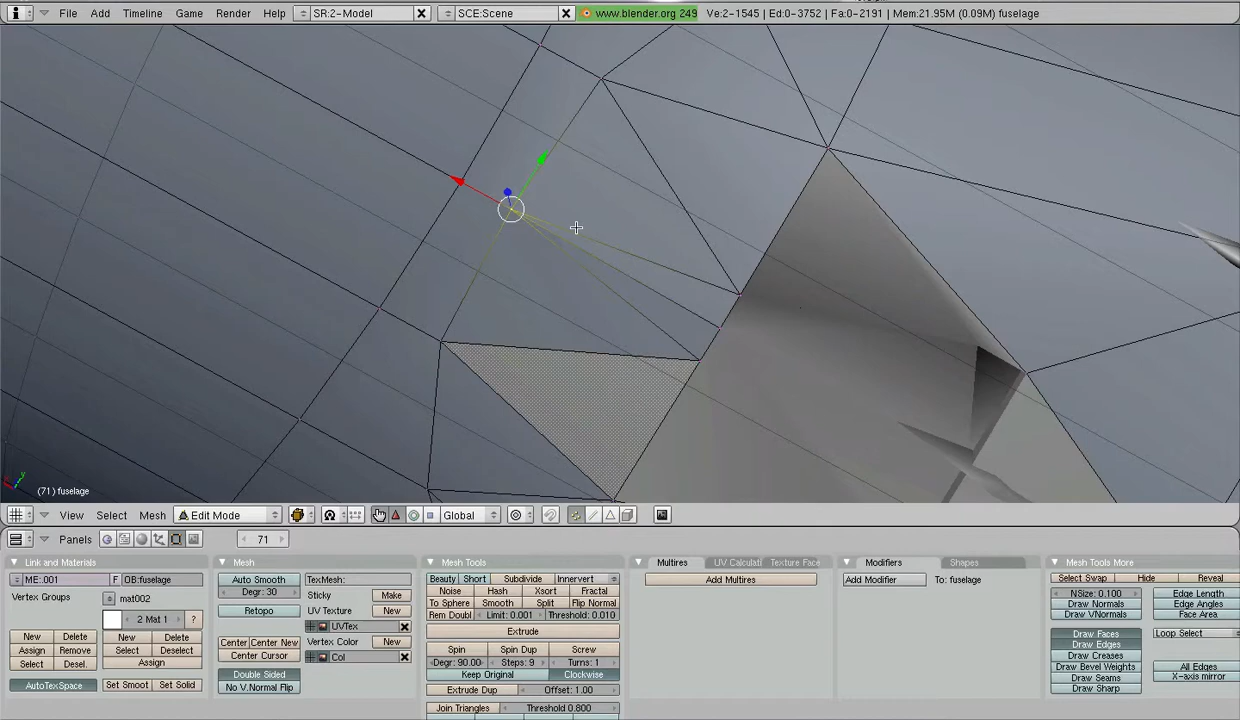 File Add Timeline Game Render Help SR:2-Model SCE:Scene www.blender.org 249 Ve:2-1545 | Ed:0-3752 | Fa:0-2191 | Mem:21.95M (0.09M) fuselage
(71) fuselage
View Select Mesh Edit Mode Global
Panels 71
Link and Materials Mesh Mesh Tools Multires UV Calculati Texture Face Modifiers Shapes Mesh Tools More
ME:.001 F OB:fuselage Auto Smooth TexMesh: Beauty Short Subdivide Innervert Add Multires Add Modifier To: fuselage Select Swap Hide Reveal
Vertex Groups mat002 Degr: 30 Sticky Make Noise Hash Xsort Fractal NSize: 0.100 Edge Length
To Sphere Smooth Split Flip Normal Draw Normals Edge Angles
2 Mat 1 ? Retopo UV Texture New Rem Doubl Limit: 0.001 Threshold: 0.010 Draw VNormals Face Area
UVTex Extrude
New Delete New Delete Center Center New Vertex Color New Draw Faces Loop Select
Assign Remove Select Deselect Center Cursor Col Spin Spin Dup Screw Draw Edges
Select Desel. Assign Degr: 90.00 Steps: 9 Turns: 1 Draw Creases
Double Sided Keep Original Clockwise Draw Bevel Weights All Edges
AutoTexSpace Set Smoot Set Solid No V.Normal Flip Extrude Dup Offset: 1.00 Draw Seams X-axis mirror
Draw Sharp
Join Triangles Threshold 0.800